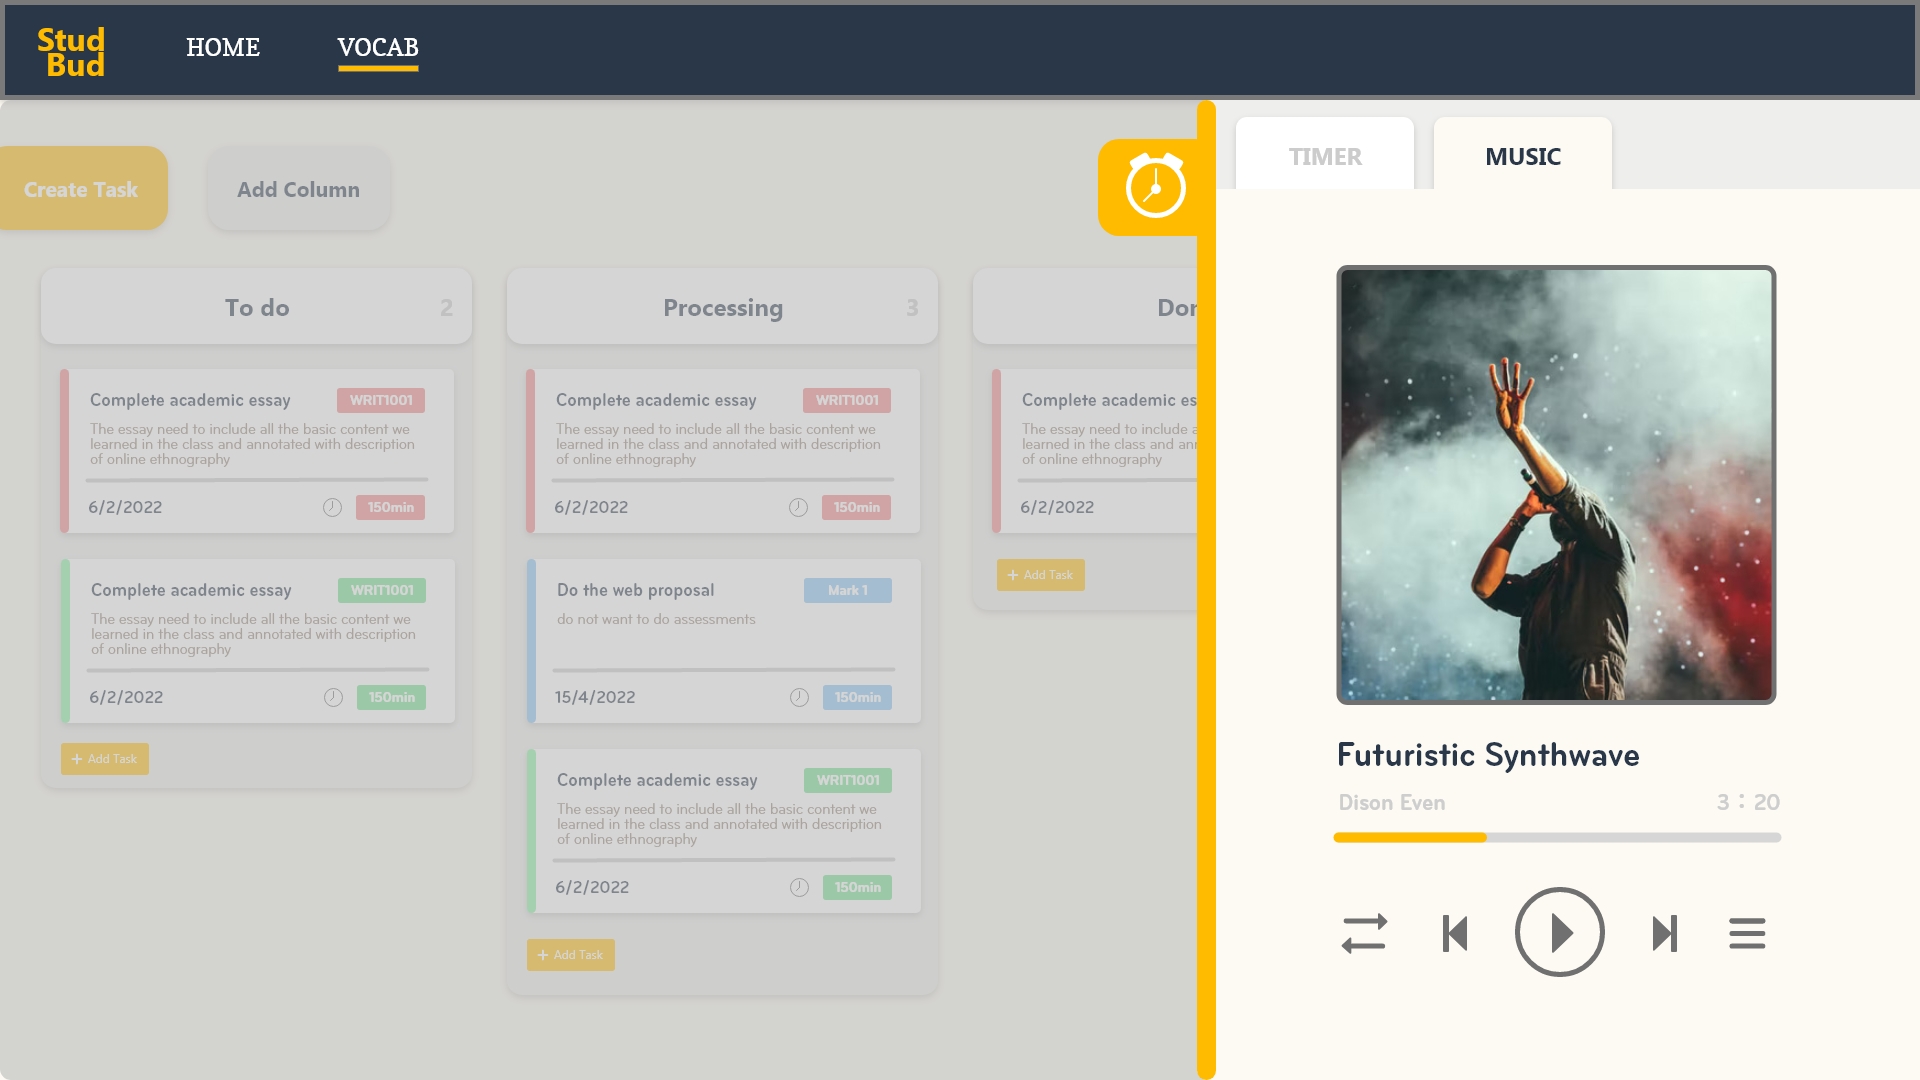 Stud
Bud
HOME
VOCAB
Create Task
Add Column
TIMER
MUSIC
To do
2
Complete academic essay
WRIT1001
The essay need to include all the basic content we
learned in the class and annotated with description
of online ethnography
6/2/2022
150min
Complete academic essay
WRIT1001
The essay need to include all the basic content we
learned in the class and annotated with description
of online ethnography
6/2/2022
150min
+ Add Task
Processing
3
Complete academic essay
WRIT1001
The essay need to include all the basic content we
learned in the class and annotated with description
of online ethnography
6/2/2022
150min
Do the web proposal
Mark 1
do not want to do assessments
15/4/2022
150min
Complete academic essay
WRIT1001
The essay need to include all the basic content we
learned in the class and annotated with description
of online ethnography
6/2/2022
150min
+ Add Task
Don
Complete academic es
The essay need to include a
learned in the class and ann
of online ethnography
6/2/2022
+ Add Task
Futuristic Synthwave
Dison Even
3 : 20